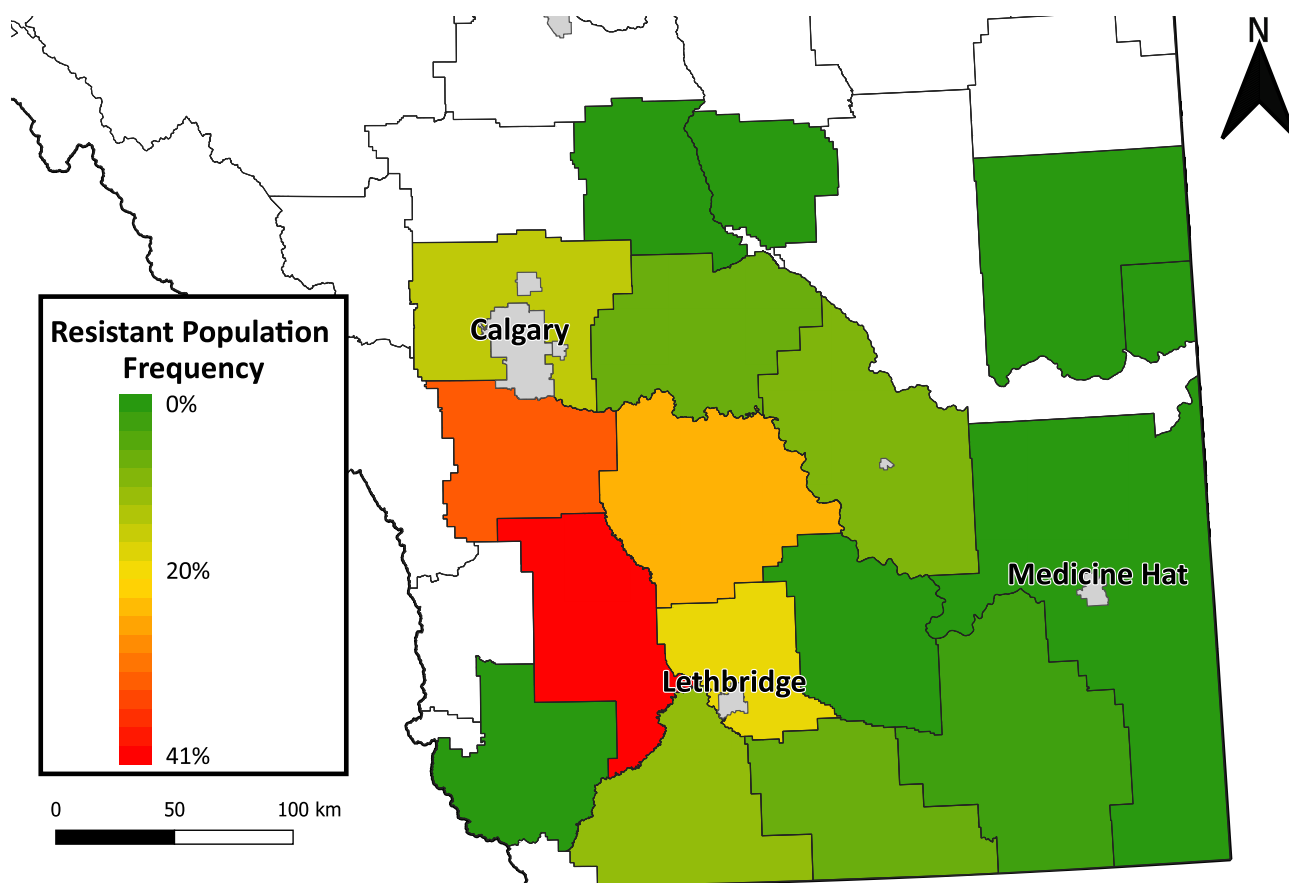 N
Calgary
Resistant Population
Frequency
0%
20%
41%
Medicine Hat
Lethbridge
0 50 100 km